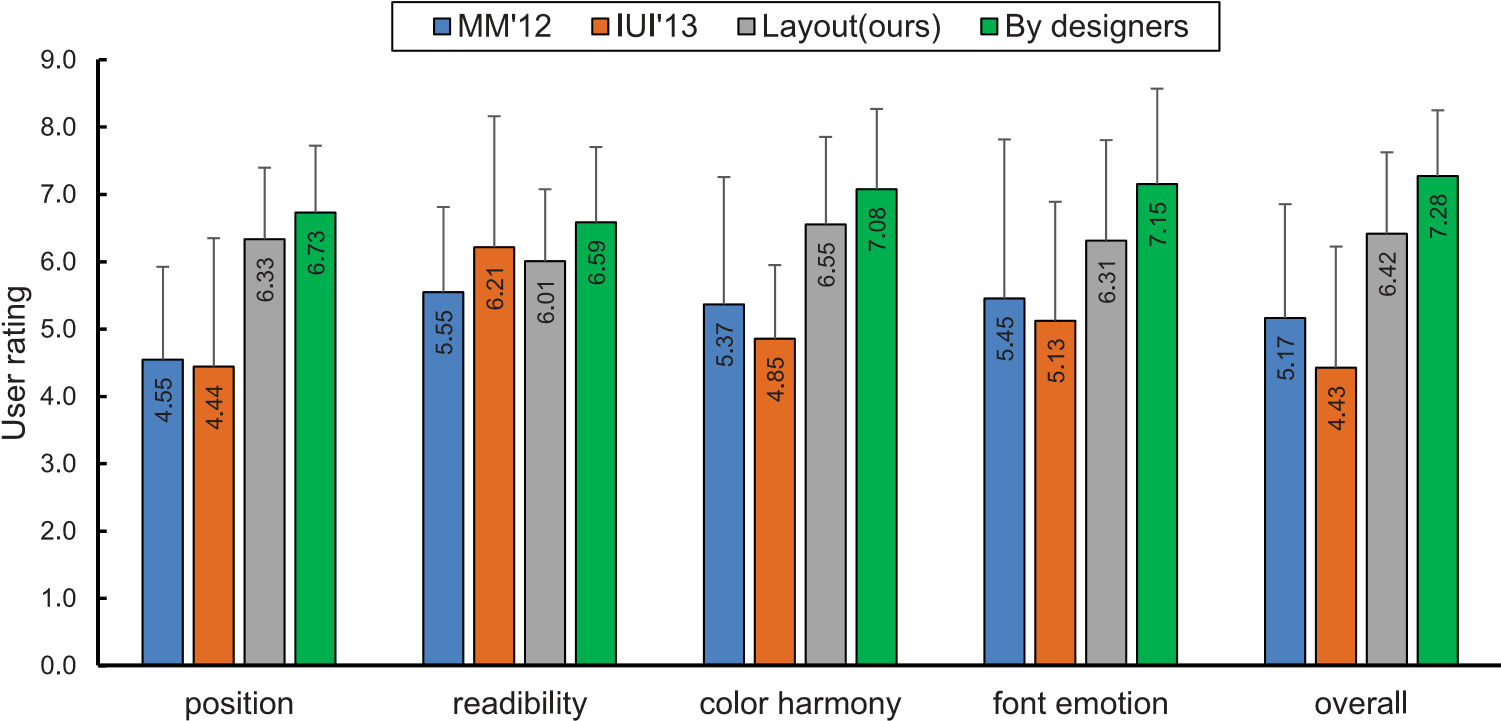 MM'12 IUI'13 Layout(ours) By designers
9.0
8.0
7.0
6.0
5.0
4.0
3.0
2.0
1.0
0.0
User rating
4.55 4.44 6.33 6.73
5.55 6.21 6.01 6.59
5.37 4.85 6.55 7.08
5.45 5.13 6.31 7.15
5.17 4.43 6.42 7.28
position readibility color harmony font emotion overall